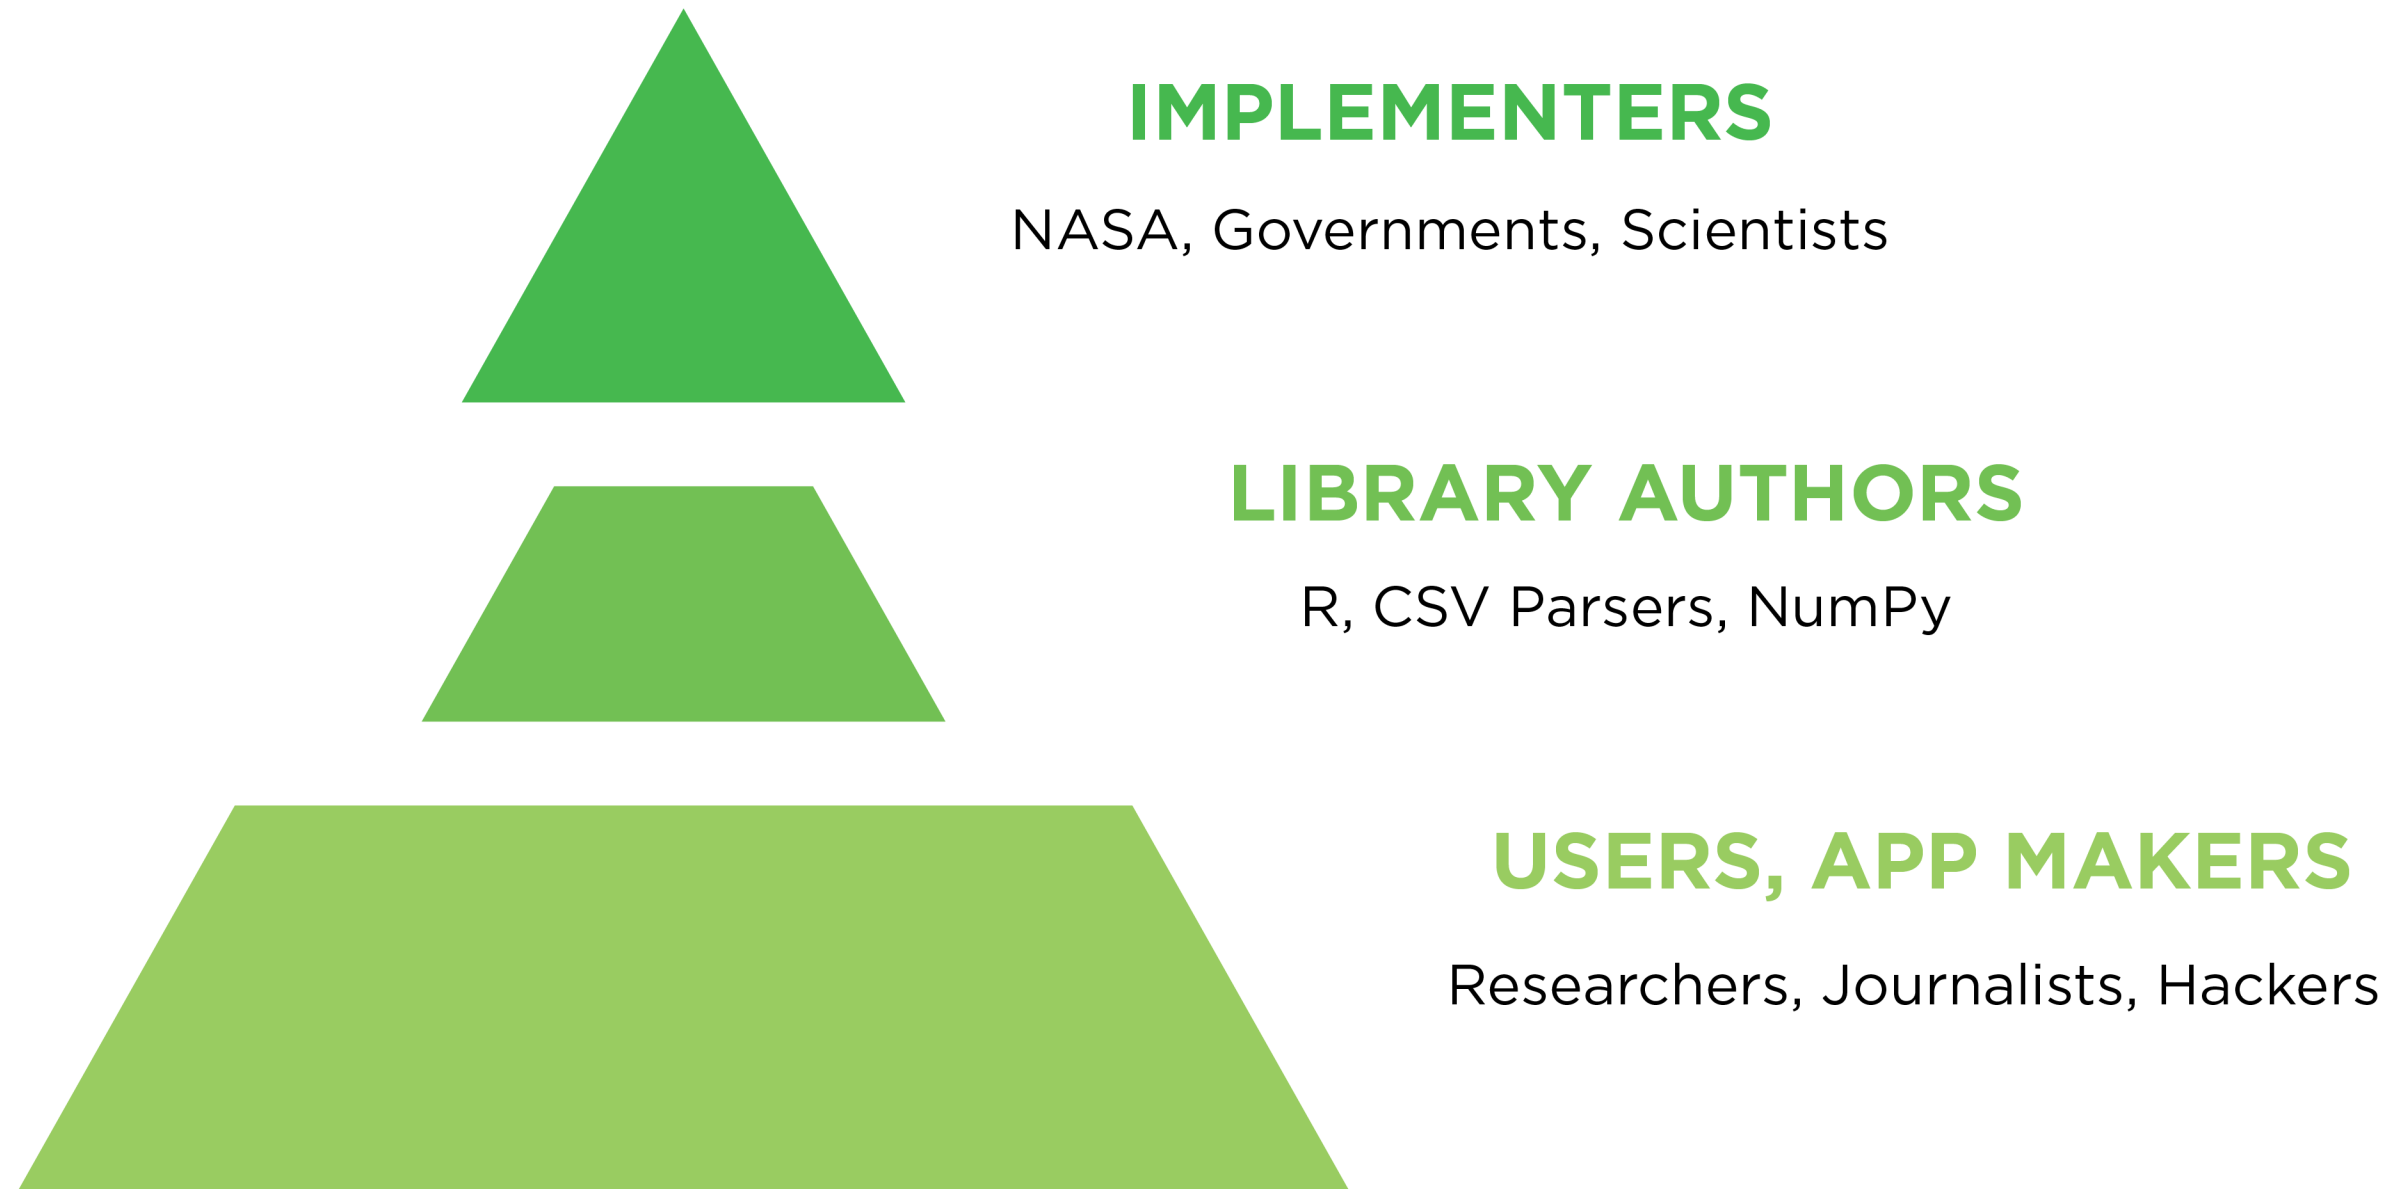 IMPLEMENTERS
NASA, Governments, Scientists
LIBRARY AUTHORS
R, CSV Parsers, NumPy
USERS, APP MAKERS
Researchers, Journalists, Hackers